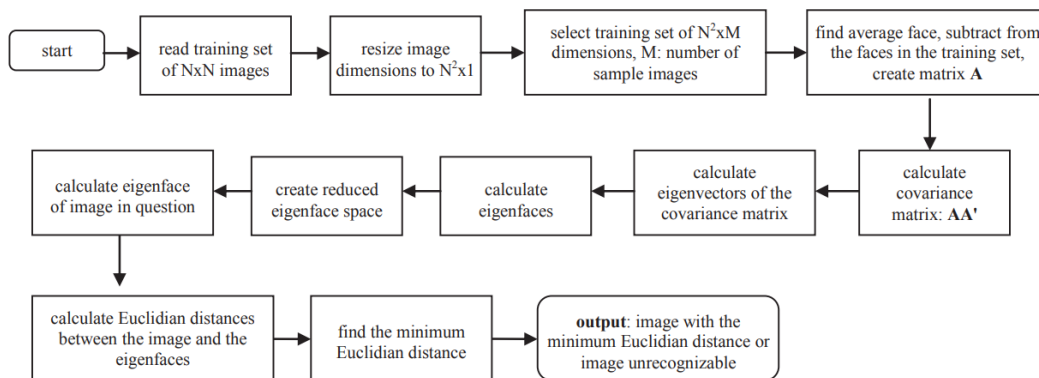 start
read training set
of NxN images
resize image
dimensions to N²x1
select training set of N²xM
dimensions, M: number of
sample images
find average face, subtract from
the faces in the training set,
create matrix A
calculate
covariance
matrix: AA'
calculate
eigenvectors of the
covariance matrix
calculate
eigenfaces
create reduced
eigenface space
calculate eigenface
of image in question
calculate Euclidian distances
between the image and the
eigenfaces
find the minimum
Euclidian distance
output: image with the
minimum Euclidian distance or
image unrecognizable